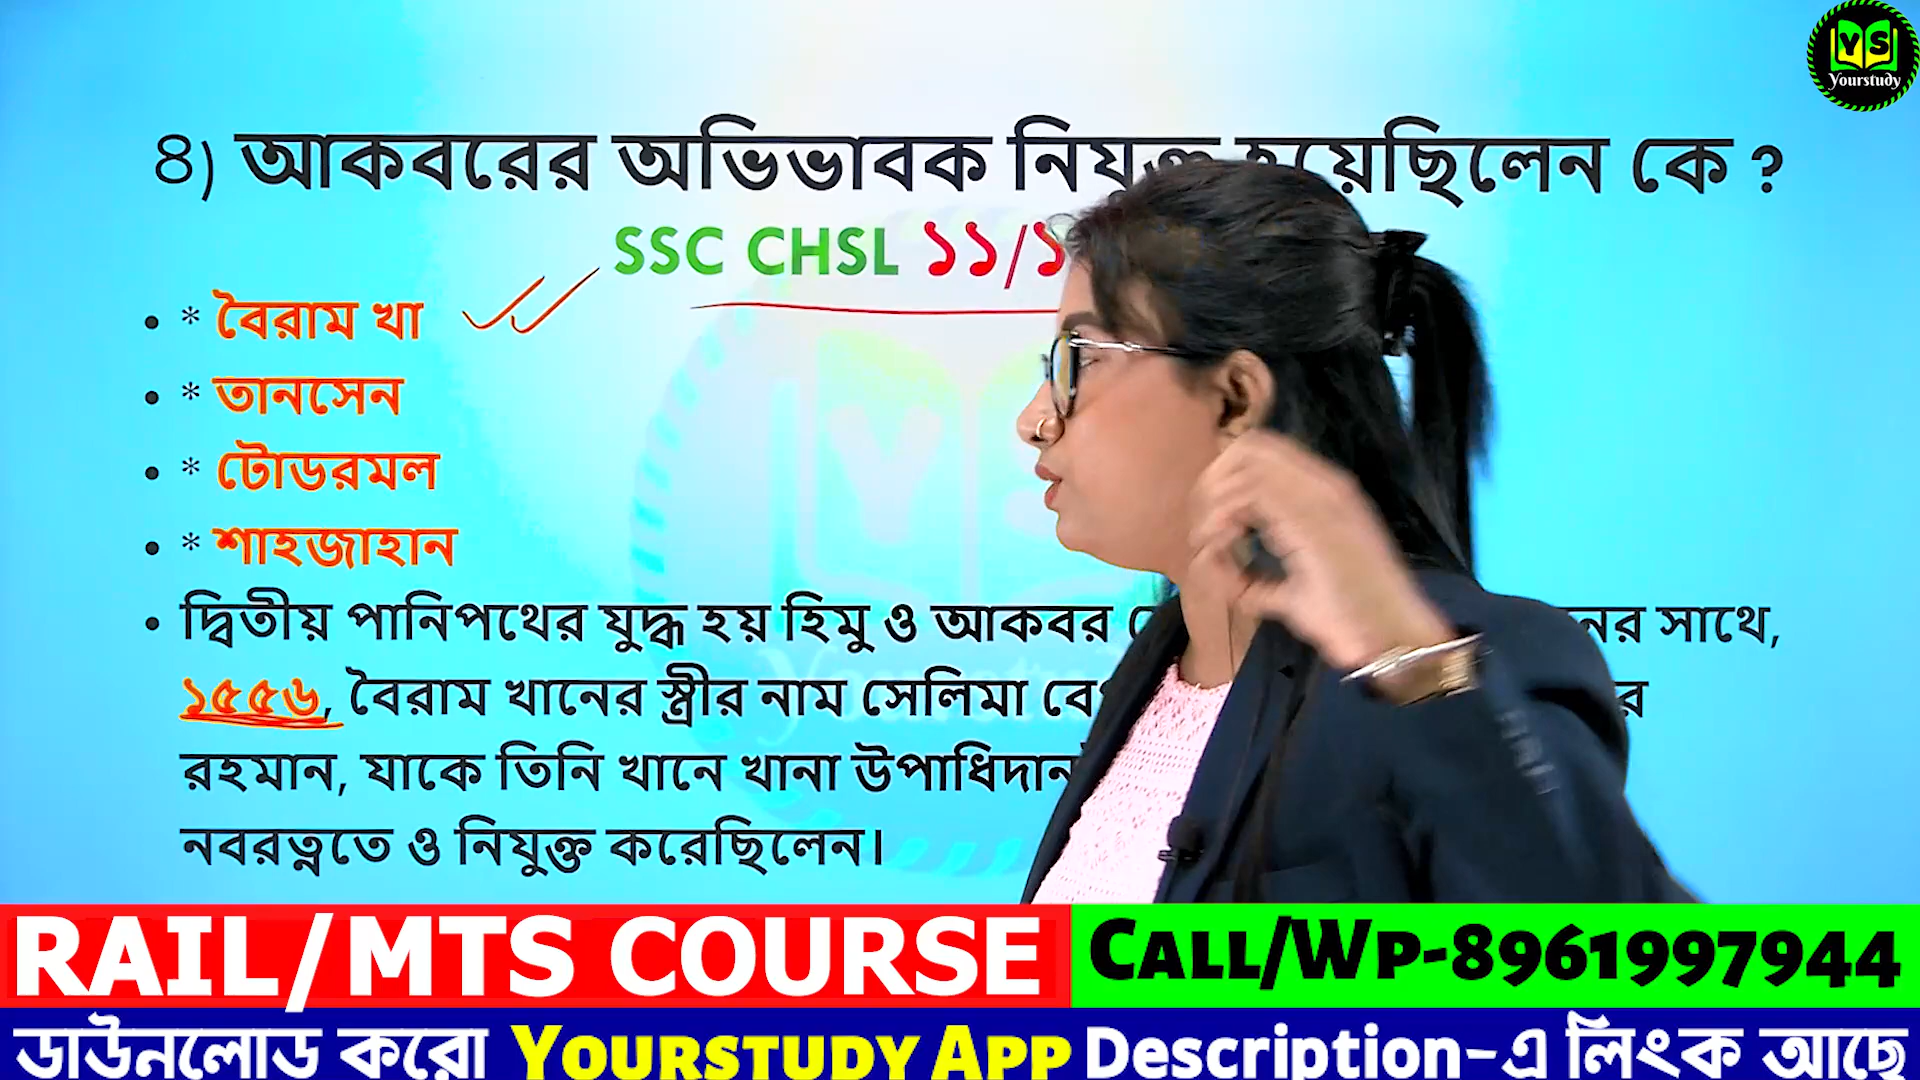 YS
Yourstudy
৪) আকবরের অভিভাবক নিযুক্ত হয়েছিলেন কে ?
SSC CHSL ১১/১
• * বৈরাম খা
• * তানসেন
• * টোডরমল
• * শাহজাহান
• দ্বিতীয় পানিপথের যুদ্ধ হয় হিমু ও আকবর সাথে,
১৫৫৬, বৈরাম খানের স্ত্রীর নাম সেলিমা
রহমান, যাকে তিনি খানে খানা উপাধিদান
নবরত্নতে ও নিযুক্ত করেছিলেন।
RAIL/MTS COURSE
CALL/WP-8961997944
ডাউনলোড করো YOURSTUDY APP Description-এ লিংক আছে